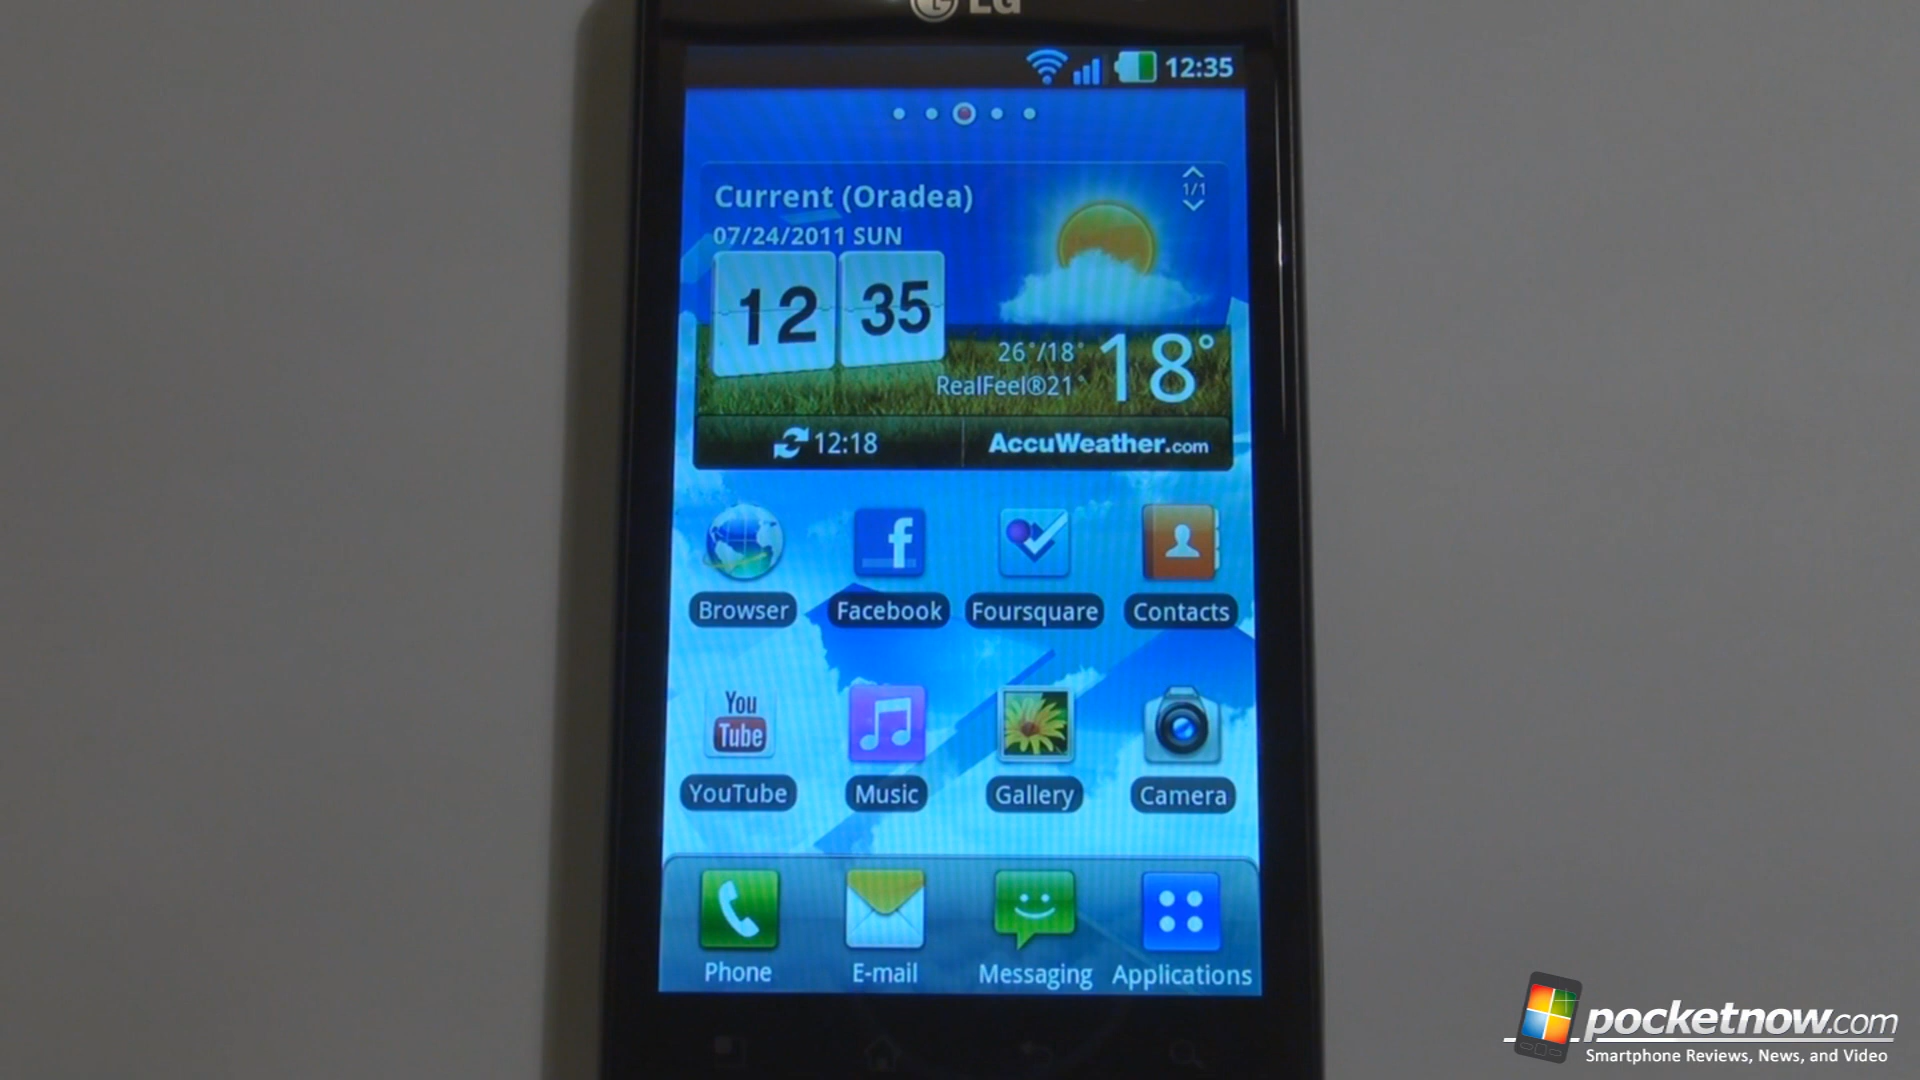 LG
12:35
Current (Oradea)
1/1
07/24/2011 SUN
12 35
26°/18° 18°
RealFeel®21°
12:18 AccuWeather.com
Browser Facebook Foursquare Contacts
You
Tube
YouTube Music Gallery Camera
Phone E-mail Messaging Applications
pocketnow.com
Smartphone Reviews, News, and Video